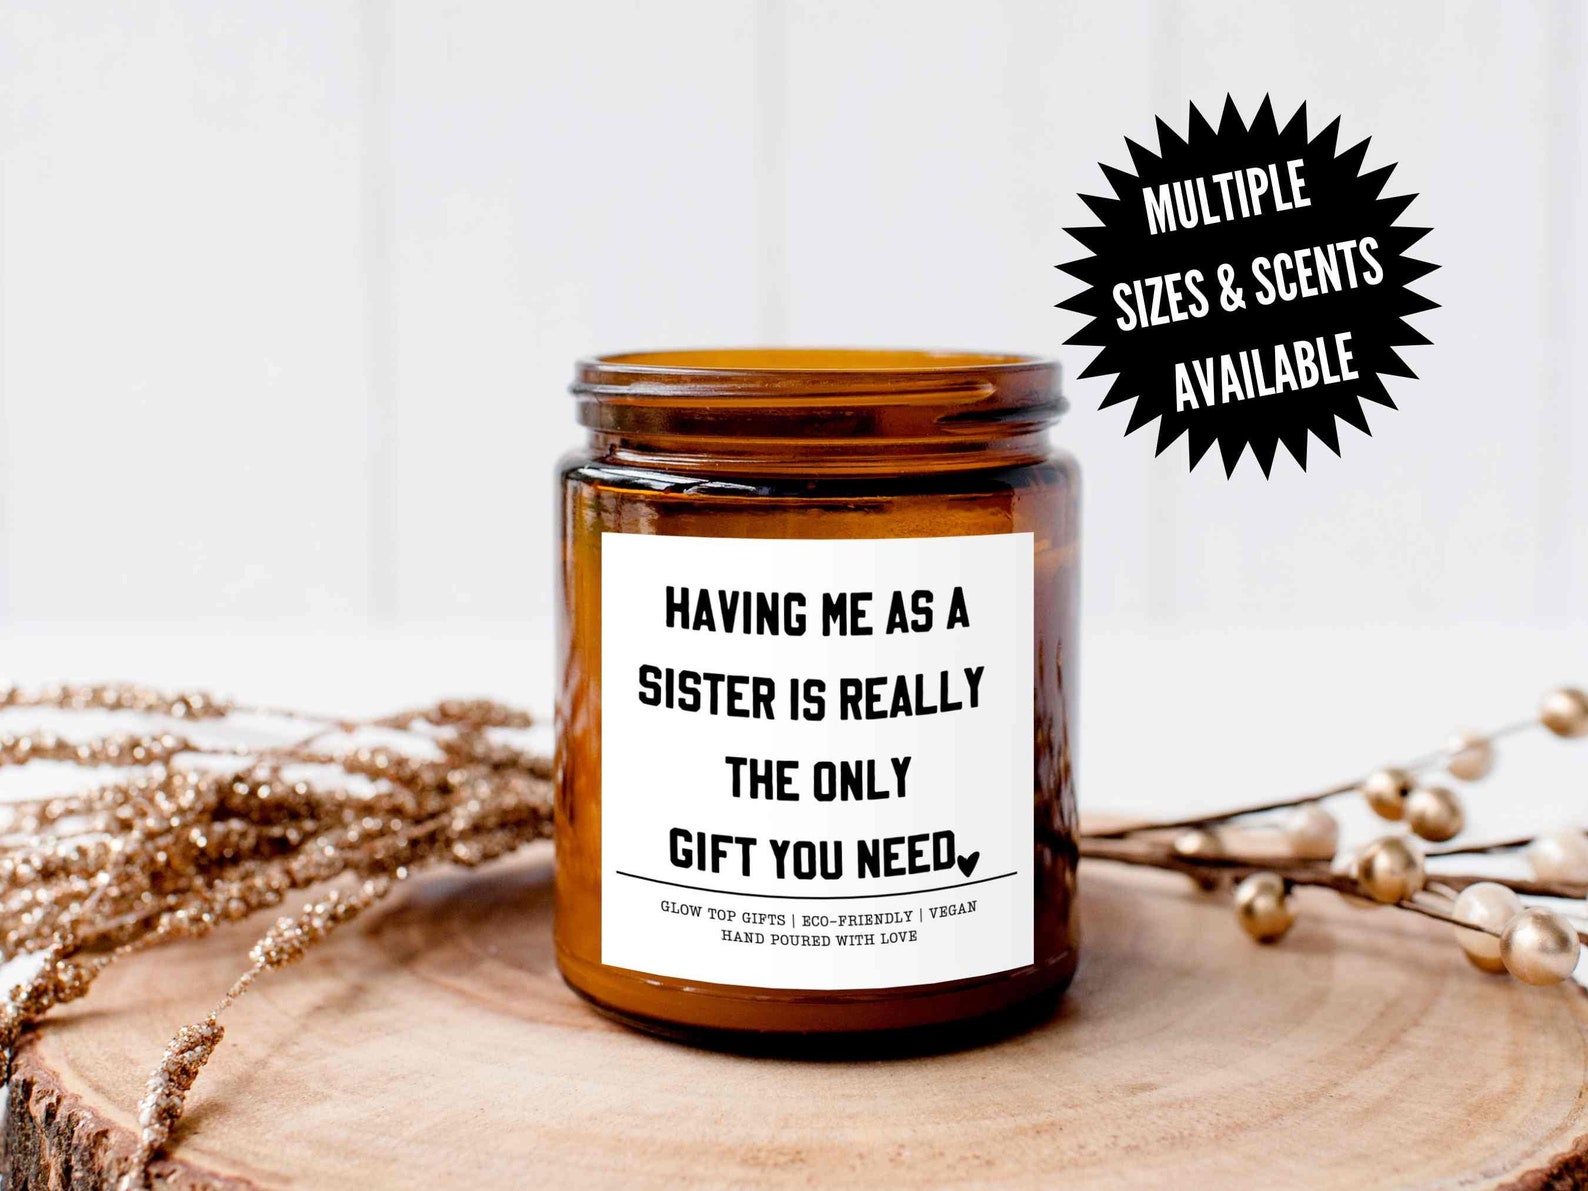 MULTIPLE
SIZES & SCENTS
AVAILABLE
HAVING ME AS A
SISTER IS REALLY
THE ONLY
GIFT YOU NEED
GLOW TOP GIFTS | ECO-FRIENDLY | VEGAN
HAND POURED WITH LOVE